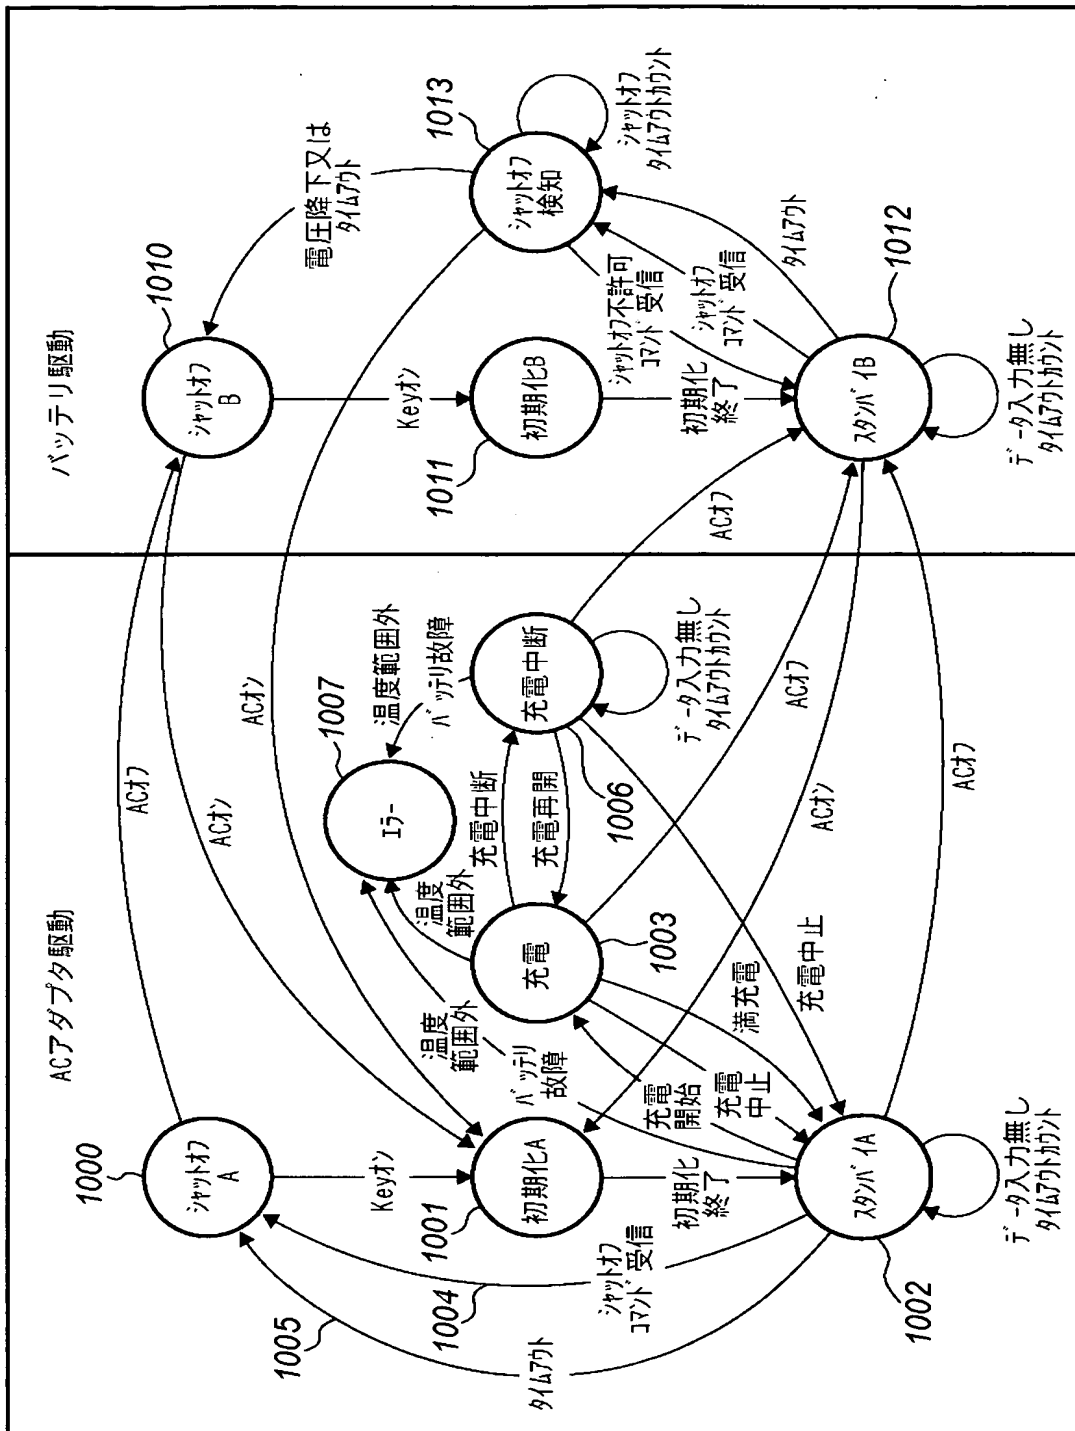 ACアダプタ駆動
バッテリ駆動
1000
シャットオフ
A
ACオフ
ACオン
シャットオフ
B
1010
電圧降下又は
タイムアウト
1013
シャットオフ
検知
シャットオフ
タイムアウトカウント
1005
1004
Keyオン
1001
初期化A
初期化
終了
シャットオフ
コマンド受信
タイムアウト
1002
スタンバイA
データ入力無し
タイムアウトカウント
温度
範囲外
バッテリ
故障
充電
開始
充電
中止
満充電
充電中止
1003
充電
温度
範囲外
エラー
1007
温度範囲外
バッテリ故障
充電中断
充電再開
充電中断
1006
データ入力無し
タイムアウトカウント
ACオン
ACオフ
ACオフ
ACオン
ACオフ
Keyオン
1011
初期化B
初期化
終了
シャットオフ不許可
コマンド受信
シャットオフ
コマンド受信
タイムアウト
1012
スタンバイB
データ入力無し
タイムアウトカウント